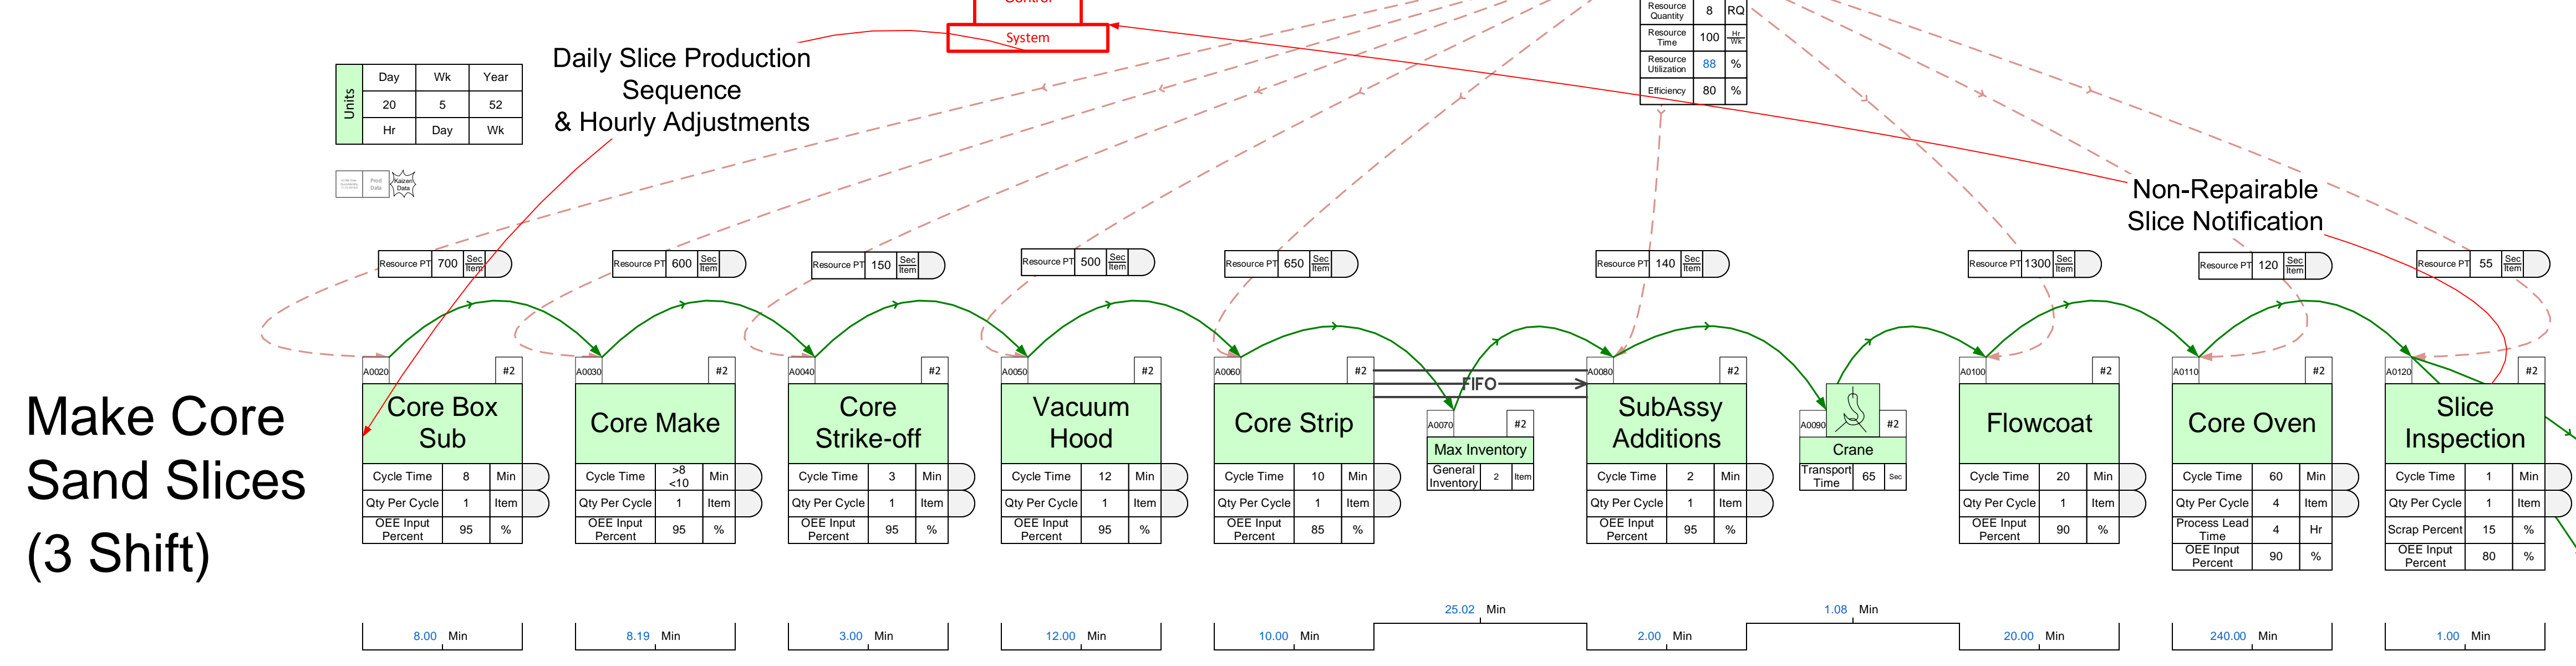 System
Resource Quantity 8 RQ
Resource Time 100 Hr Wk
Resource Utilization 88 %
Efficiency 80 %
Daily Slice Production
Sequence
& Hourly Adjustments
Units
Day Wk Year
20 5 52
Hr Day Wk
Prod Data
Kaizen Data
Non-Repairable
Slice Notification
Resource PT 700 Sec Item
Resource PT 600 Sec Item
Resource PT 150 Sec Item
Resource PT 500 Sec Item
Resource PT 650 Sec Item
Resource PT 140 Sec Item
Resource PT 1300 Sec Item
Resource PT 120 Sec Item
Resource PT 55 Sec Item
Make Core
Sand Slices
(3 Shift)
A0020 #2
Core Box
Sub
Cycle Time 8 Min
Qty Per Cycle 1 Item
OEE Input Percent 95 %
A0030 #2
Core Make
Cycle Time >8 <10 Min
Qty Per Cycle 1 Item
OEE Input Percent 95 %
A0040 #2
Core
Strike-off
Cycle Time 3 Min
Qty Per Cycle 1 Item
OEE Input Percent 95 %
A0050 #2
Vacuum
Hood
Cycle Time 12 Min
Qty Per Cycle 1 Item
OEE Input Percent 95 %
A0060 #2
Core Strip
Cycle Time 10 Min
Qty Per Cycle 1 Item
OEE Input Percent 85 %
FIFO
A0070 #2
Max Inventory
General Inventory 2 Item
A0080 #2
SubAssy
Additions
Cycle Time 2 Min
Qty Per Cycle 1 Item
OEE Input Percent 95 %
A0090 #2
Crane
Transport Time 65 Sec
A0100 #2
Flowcoat
Cycle Time 20 Min
Qty Per Cycle 1 Item
OEE Input Percent 90 %
A0110 #2
Core Oven
Cycle Time 60 Min
Qty Per Cycle 4 Item
Process Lead Time 4 Hr
OEE Input Percent 90 %
A0120 #2
Slice
Inspection
Cycle Time 1 Min
Qty Per Cycle 1 Item
Scrap Percent 15 %
OEE Input Percent 80 %
25.02 Min
1.08 Min
8.00 Min
8.19 Min
3.00 Min
12.00 Min
10.00 Min
2.00 Min
20.00 Min
240.00 Min
1.00 Min